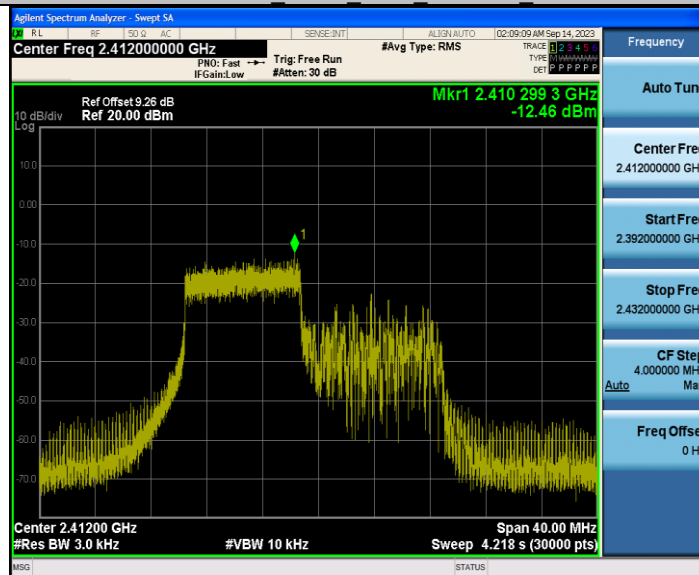 Agilent Spectrum Analyzer - Swept SA
RL RF 50 Ω AC SENSE:INT ALIGN AUTO 02:09:09 AM Sep 14, 2023
Center Freq 2.412000000 GHz #Avg Type: RMS TRACE 1 2 3 4 5 6
PNO: Fast Trig: Free Run TYPE M
IFGain:Low #Atten: 30 dB DET P P P P P P
Frequency
Mkr1 2.410 299 3 GHz
-12.46 dBm
Ref Offset 9.26 dB
10 dB/div Ref 20.00 dBm
Log
10.0
0.00
-10.0
-20.0
-30.0
-40.0
-50.0
-60.0
-70.0
1
Center 2.41200 GHz Span 40.00 MHz
#Res BW 3.0 kHz #VBW 10 kHz Sweep 4.218 s (30000 pts)
MSG STATUS
Auto Tun
Center Fre
2.412000000 GH
Start Fre
2.392000000 GH
Stop Fre
2.432000000 GH
CF Step
4.000000 MH
Auto Ma
Freq Offse
0 H